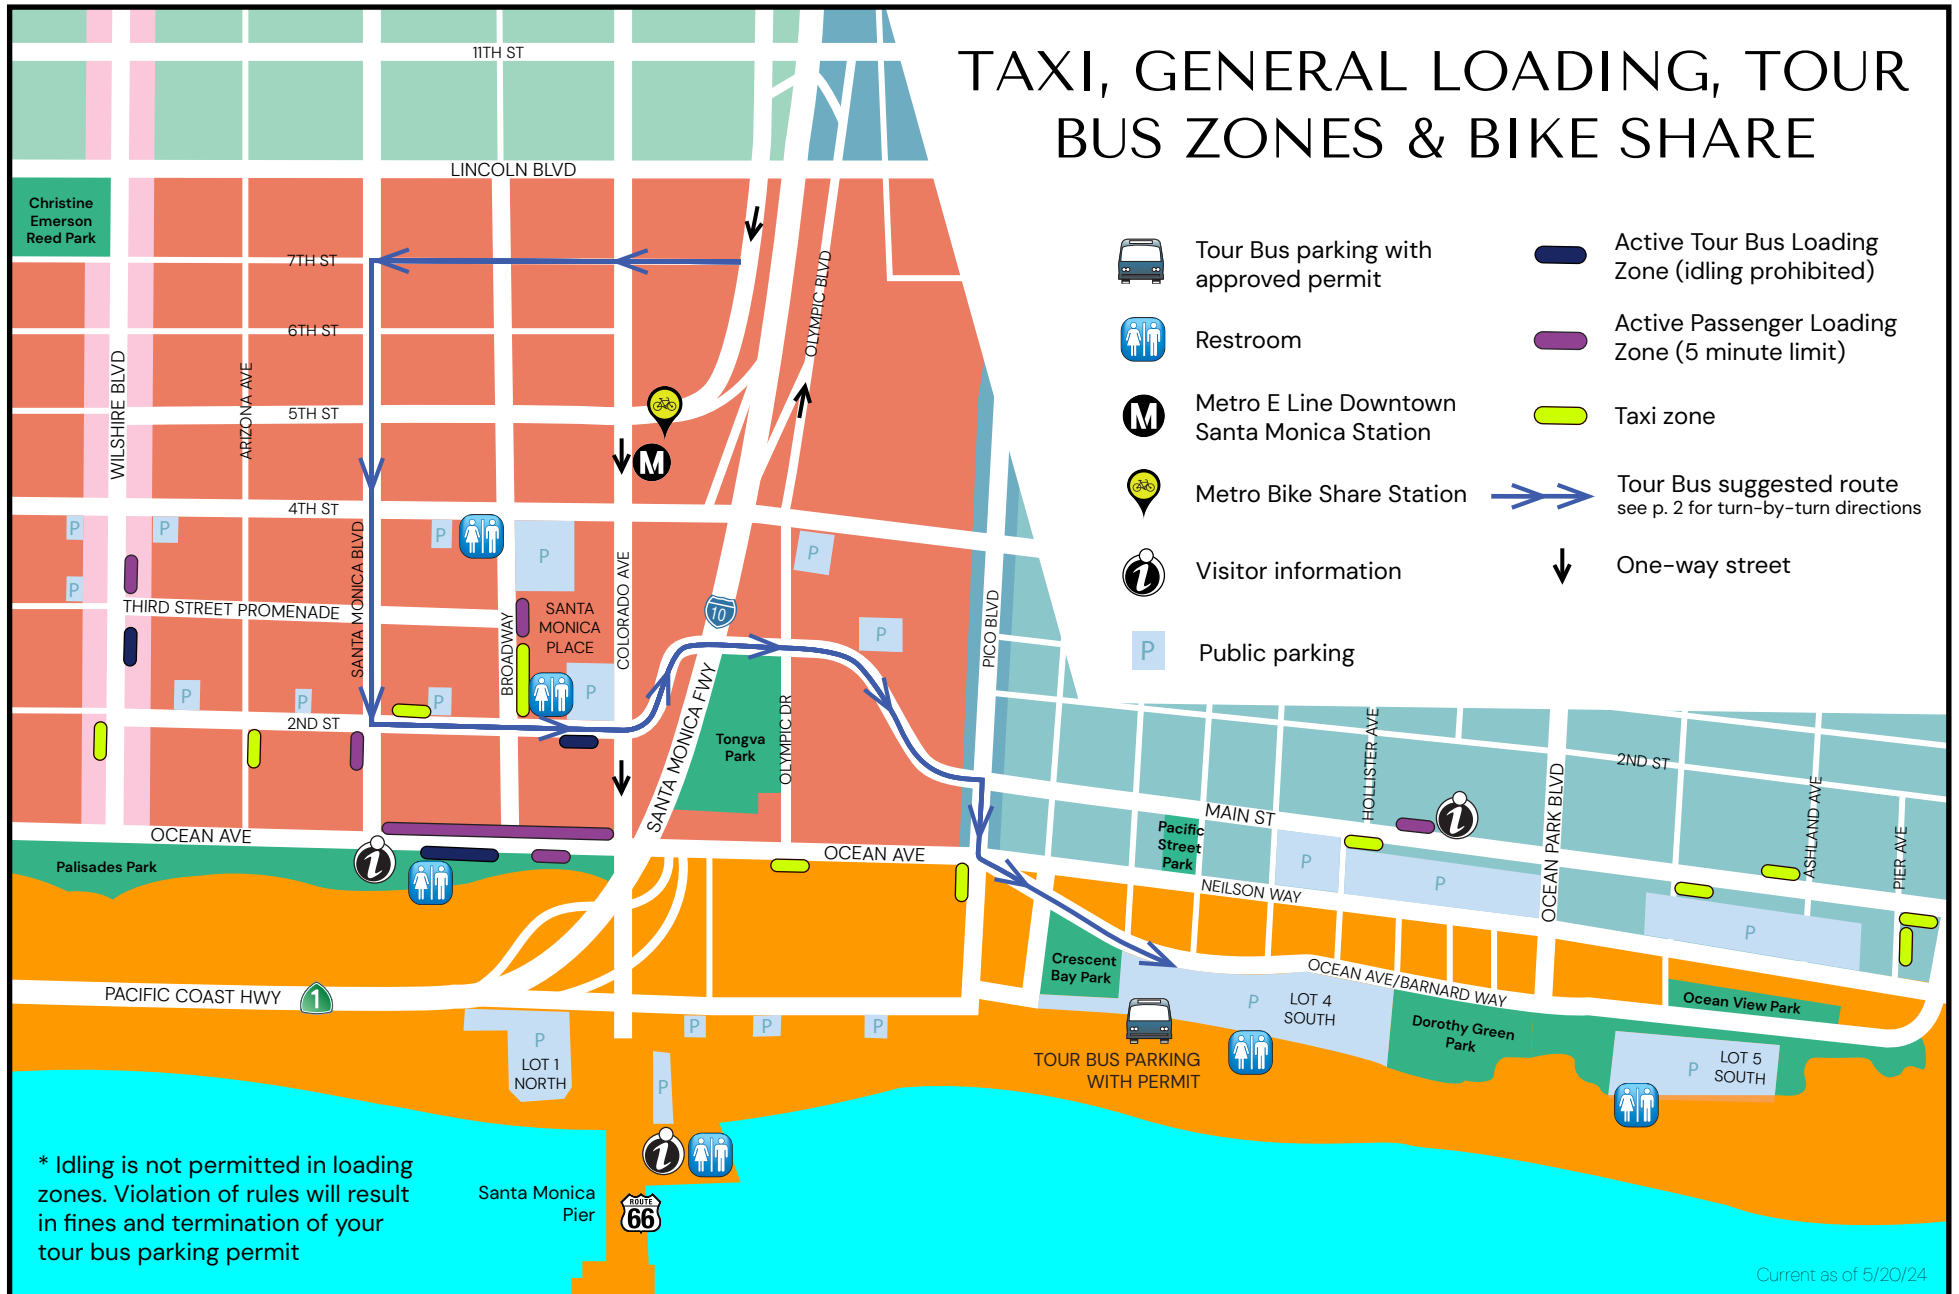 TAXI, GENERAL LOADING, TOUR
BUS ZONES & BIKE SHARE
Tour Bus parking with
approved permit
Restroom
M
Metro E Line Downtown
Santa Monica Station
Metro Bike Share Station
i
Visitor information
P
Public parking
Active Tour Bus Loading
Zone (idling prohibited)
Active Passenger Loading
Zone (5 minute limit)
Taxi zone
Tour Bus suggested route
see p. 2 for turn-by-turn directions
One-way street
11TH ST
LINCOLN BLVD
Christine
Emerson
Reed Park
7TH ST
6TH ST
5TH ST
4TH ST
WILSHIRE BLVD
ARIZONA AVE
SANTA MONICA BLVD
BROADWAY
COLORADO AVE
OLYMPIC BLVD
M
P
P
P
P
P
P
P
THIRD STREET PROMENADE
SANTA
MONICA
PLACE
10
PICO BLVD
P
P
P
P
P
2ND ST
SANTA MONICA FWY
Tongva
Park
OLYMPIC DR
OCEAN AVE
OCEAN AVE
Palisades Park
i
MAIN ST
HOLLISTER AVE
i
OCEAN PARK BLVD
2ND ST
ASHLAND AVE
PIER AVE
Pacific
Street
Park
P
P
P
NEILSON WAY
Crescent
Bay Park
OCEAN AVE/BARNARD WAY
PACIFIC COAST HWY
1
P
LOT 1
NORTH
P
P
P
P
P
LOT 4
SOUTH
TOUR BUS PARKING
WITH PERMIT
Dorothy Green
Park
Ocean View Park
P
LOT 5
SOUTH
i
Santa Monica
Pier
ROUTE
66
* Idling is not permitted in loading
zones. Violation of rules will result
in fines and termination of your
tour bus parking permit
Current as of 5/20/24